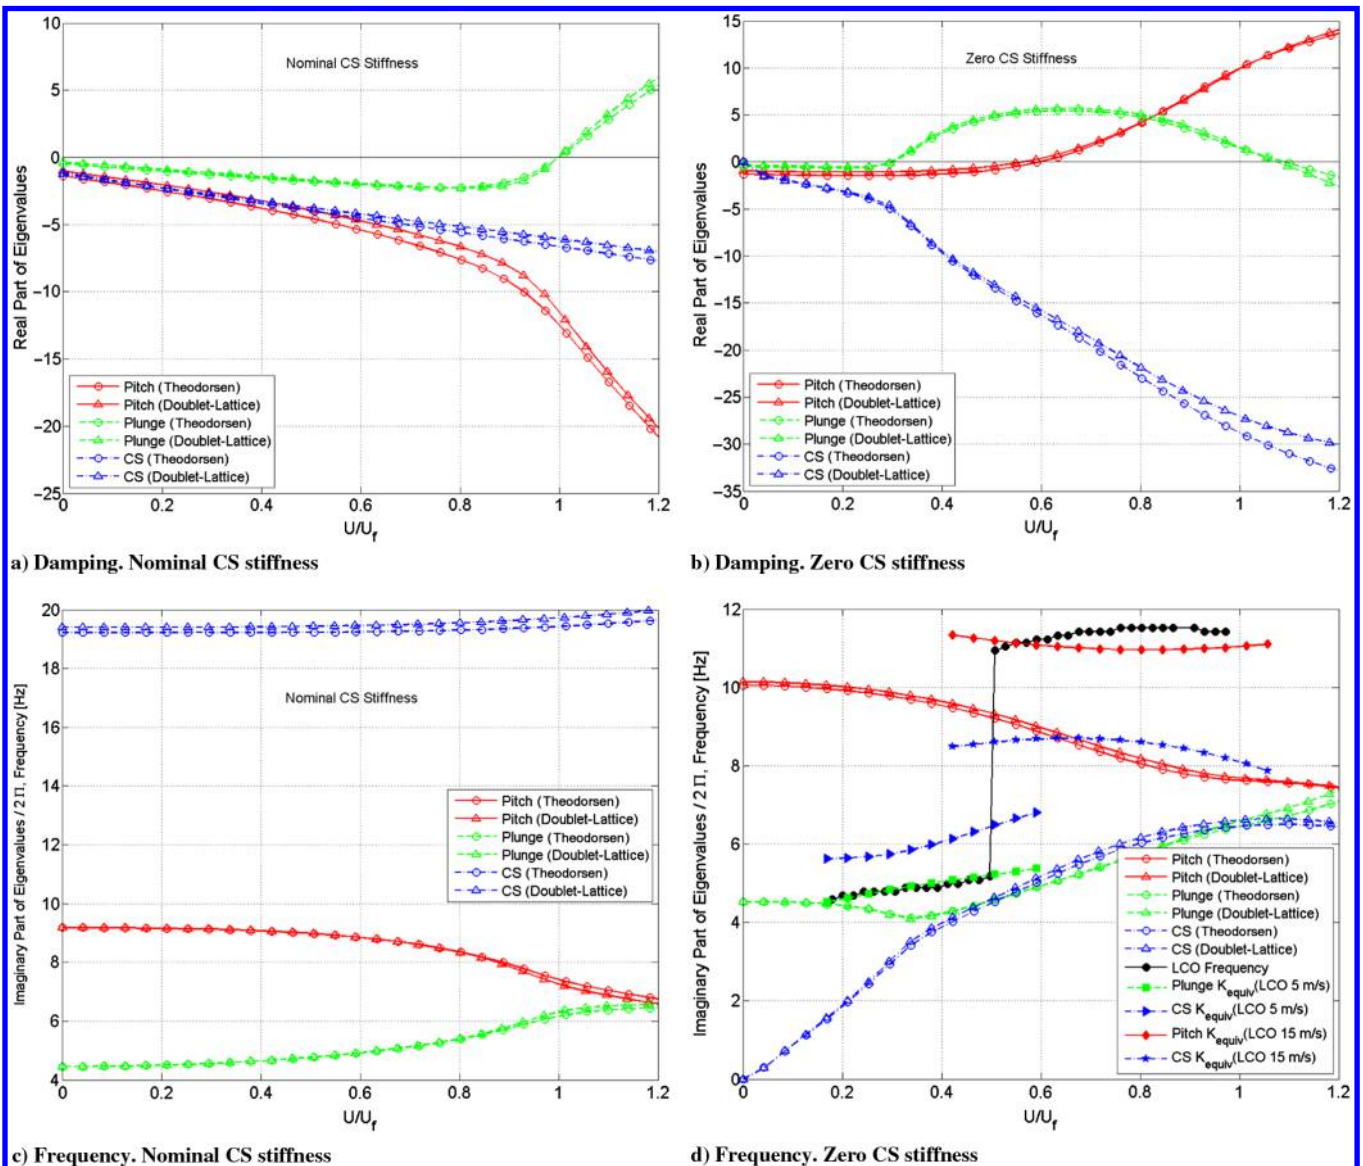 10
5
0
−5
−10
−15
−20
−25
Real Part of Eigenvalues
Nominal CS Stiffness
Pitch (Theodorsen)
Pitch (Doublet-Lattice)
Plunge (Theodorsen)
Plunge (Doublet-Lattice)
CS (Theodorsen)
CS (Doublet-Lattice)
0 0.2 0.4 0.6 0.8 1 1.2
U/Uf
a) Damping. Nominal CS stiffness
15
10
5
0
−5
−10
−15
−20
−25
−30
−35
Real Part of Eigenvalues
Zero CS Stiffness
Pitch (Theodorsen)
Pitch (Doublet-Lattice)
Plunge (Theodorsen)
Plunge (Doublet-Lattice)
CS (Theodorsen)
CS (Doublet-Lattice)
0 0.2 0.4 0.6 0.8 1 1.2
U/Uf
b) Damping. Zero CS stiffness
20
18
16
14
12
10
8
6
4
Imaginary Part of Eigenvalues / 2 Π, Frequency [Hz]
Nominal CS Stiffness
Pitch (Theodorsen)
Pitch (Doublet-Lattice)
Plunge (Theodorsen)
Plunge (Doublet-Lattice)
CS (Theodorsen)
CS (Doublet-Lattice)
0 0.2 0.4 0.6 0.8 1 1.2
U/Uf
c) Frequency. Nominal CS stiffness
12
10
8
6
4
2
0
Imaginary Part of Eigenvalues / 2 Π, Frequency [Hz]
Pitch (Theodorsen)
Pitch (Doublet-Lattice)
Plunge (Theodorsen)
Plunge (Doublet-Lattice)
CS (Theodorsen)
CS (Doublet-Lattice)
LCO Frequency
Plunge Kequiv(LCO 5 m/s)
CS Kequiv(LCO 5 m/s)
Pitch Kequiv(LCO 15 m/s)
CS Kequiv(LCO 15 m/s)
0 0.2 0.4 0.6 0.8 1 1.2
U/Uf
d) Frequency. Zero CS stiffness